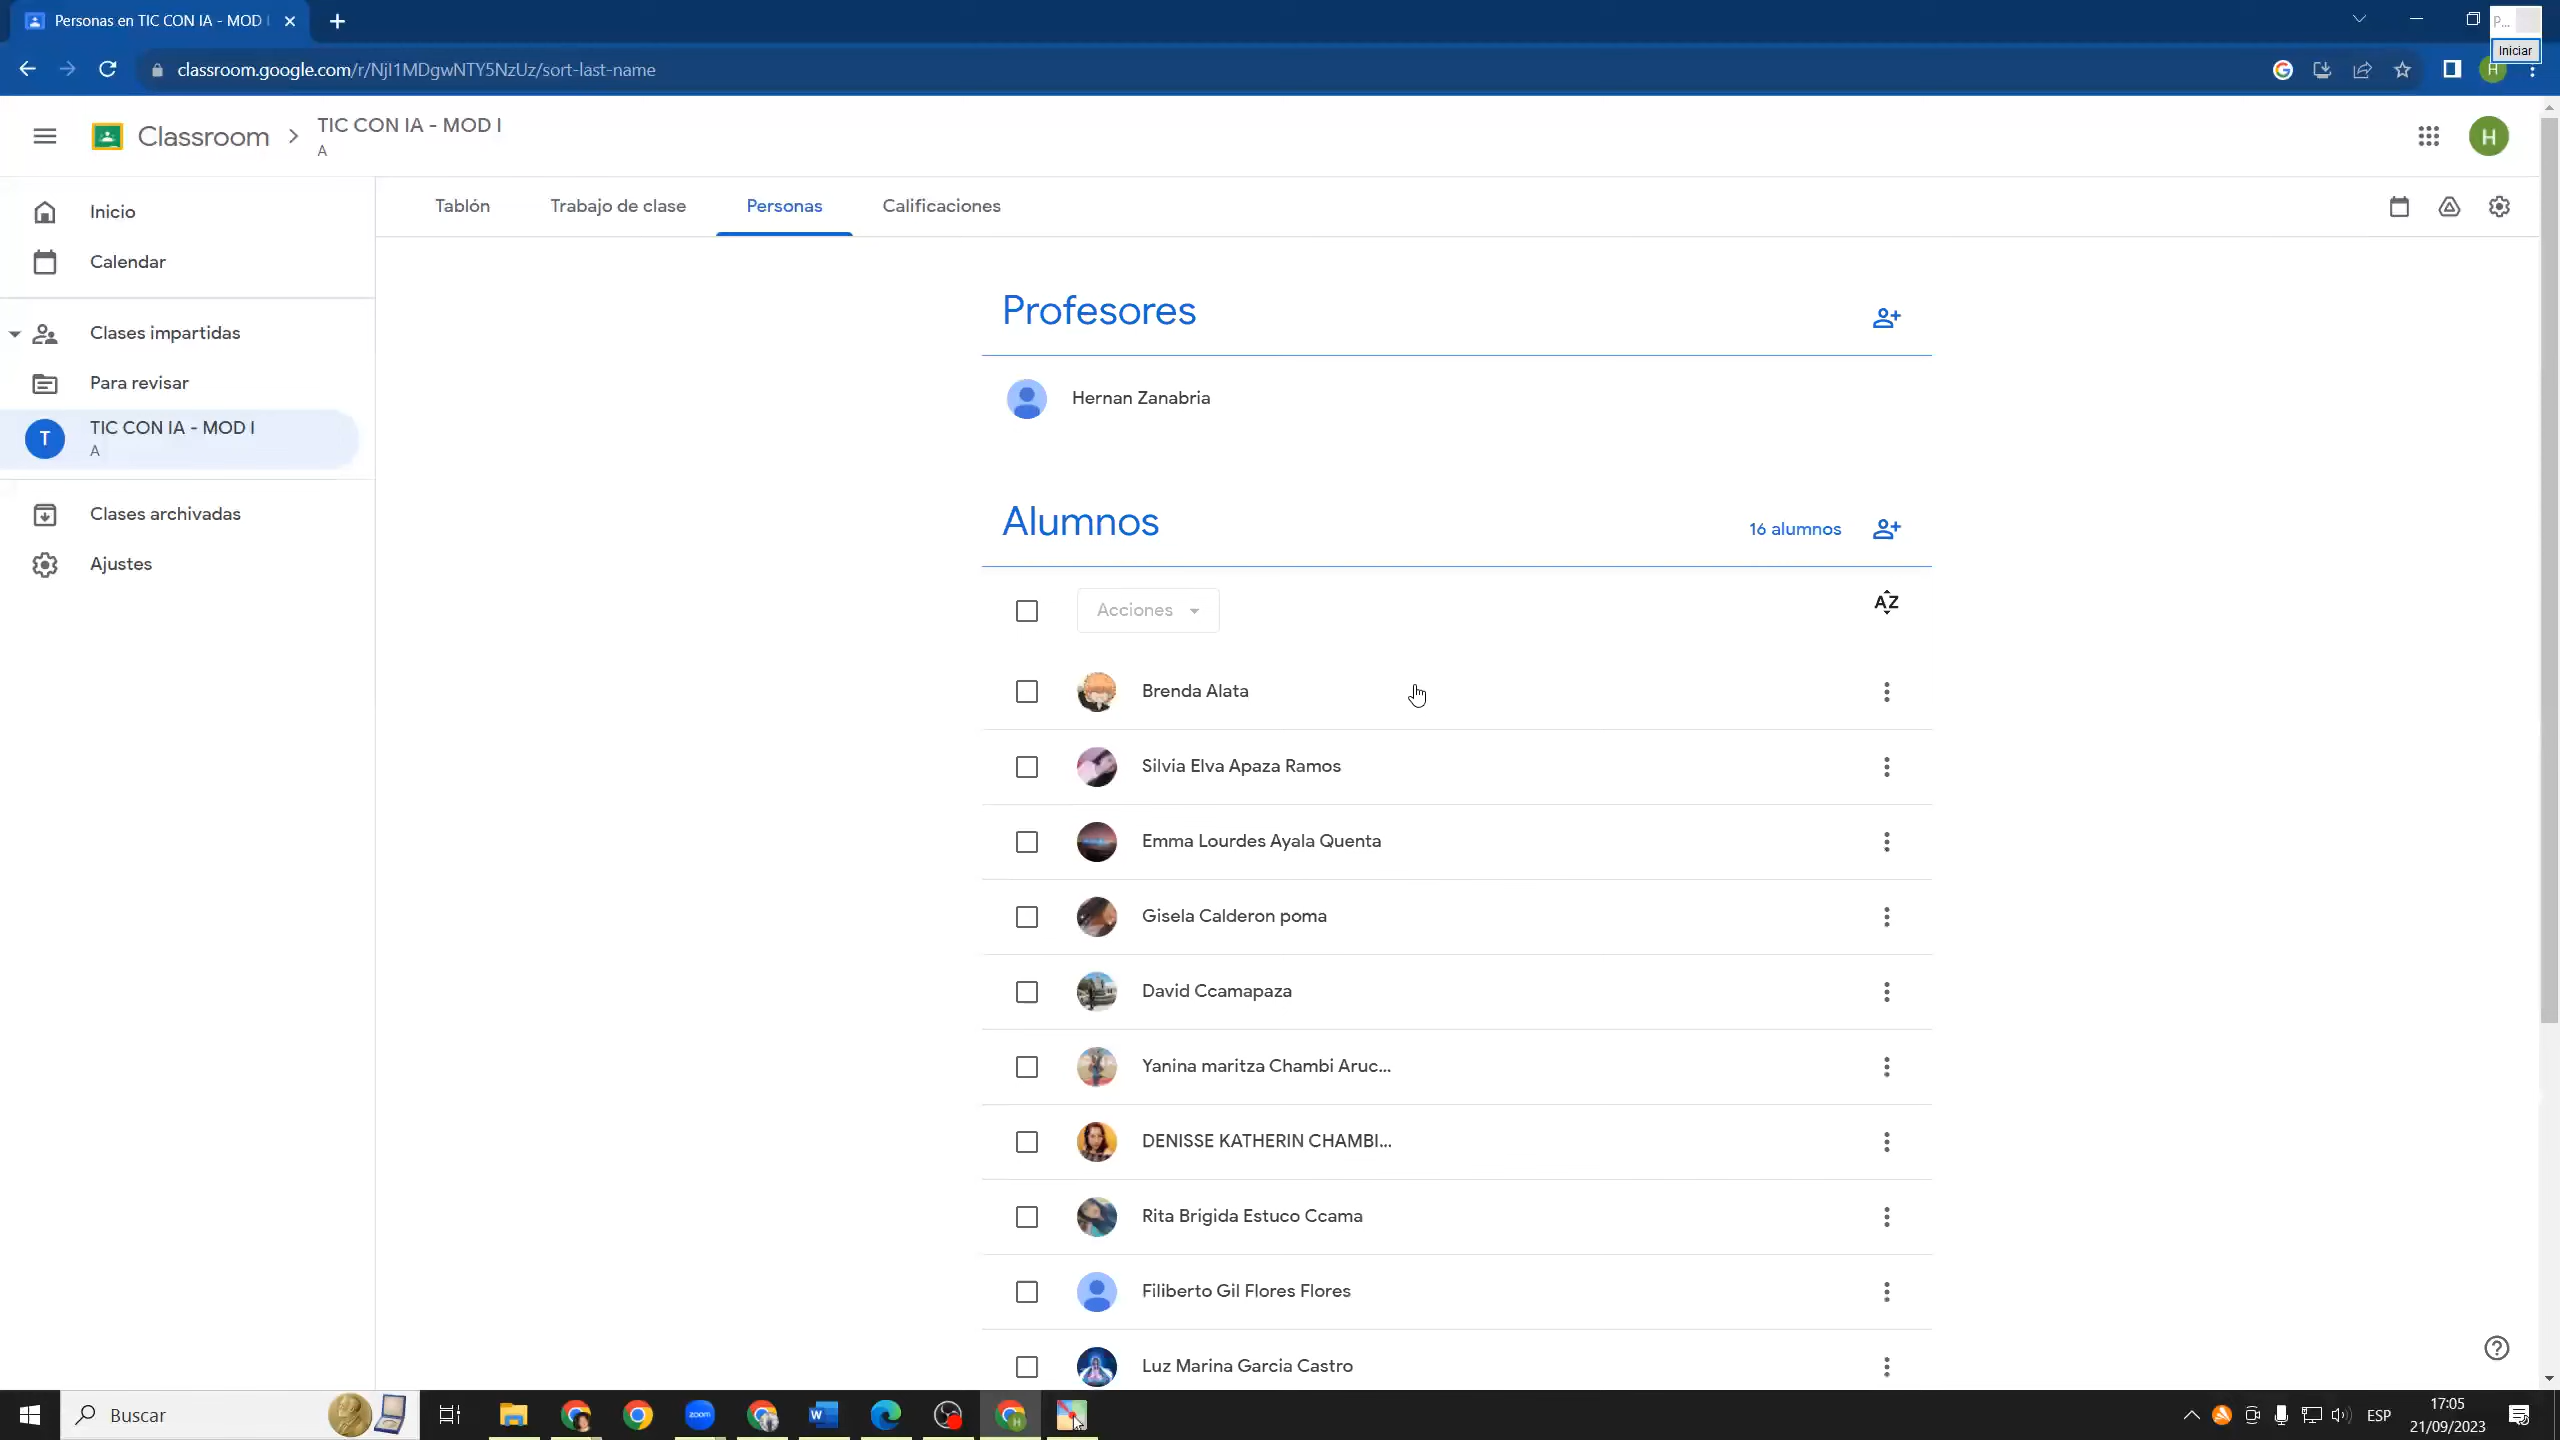 Personas en TIC CON IA - MOD I
P...
Iniciar
classroom.google.com/r/NjI1MDgwNTY5NzUz/sort-last-name
H
Classroom
TIC CON IA - MOD I
A
H
Inicio
Calendar
Clases impartidas
Para revisar
T
TIC CON IA - MOD I
A
Clases archivadas
Ajustes
Tablón
Trabajo de clase
Personas
Calificaciones
Profesores
Hernan Zanabria
Alumnos
16 alumnos
Acciones
AZ
Brenda Alata
Silvia Elva Apaza Ramos
Emma Lourdes Ayala Quenta
Gisela Calderon poma
David Ccamapaza
Yanina maritza Chambi Aruc...
DENISSE KATHERIN CHAMBI...
Rita Brigida Estuco Ccama
Filiberto Gil Flores Flores
Luz Marina Garcia Castro
Buscar
zoom
W
H
ESP
17:05
21/09/2023